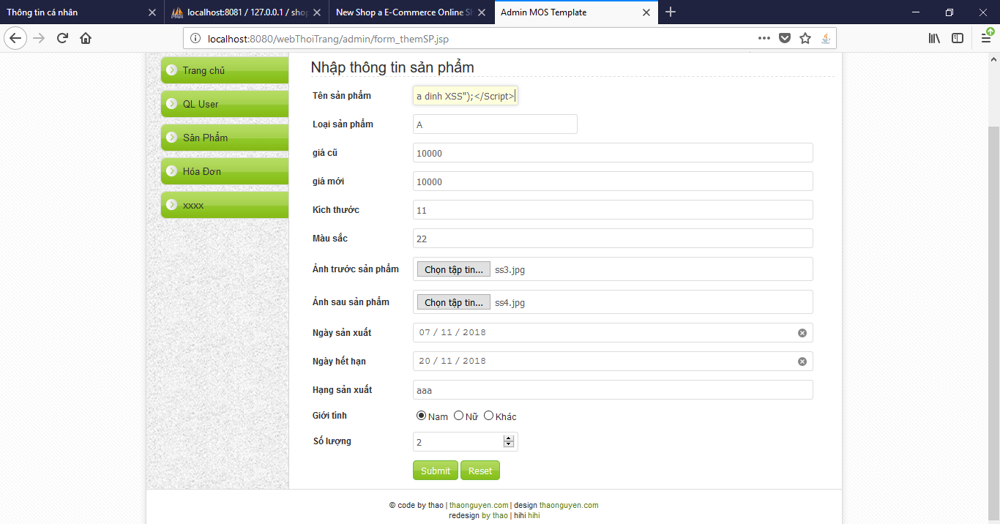 Thông tin cá nhân
localhost:8081 / 127.0.0.1 / shop
New Shop a E-Commerce Online Sh
Admin MOS Template
localhost:8080/webThoiTrang/admin/form_themSP.jsp
Trang chủ
QL User
Sản Phẩm
Hóa Đơn
xxxx
Nhập thông tin sản phẩm
Tên sản phẩm a dinh XSS");</Script>
Loại sản phẩm A
giá cũ 10000
giá mới 10000
Kích thước 11
Màu sắc 22
Ảnh trước sản phẩm Chọn tập tin... ss3.jpg
Ảnh sau sản phẩm Chọn tập tin... ss4.jpg
Ngày sản xuất 07 / 11 / 2018
Ngày hết hạn 20 / 11 / 2018
Hạng sản xuất aaa
Giới tính Nam Nữ Khác
Số lượng 2
Submit Reset
© code by thao | thaonguyen.com | design thaonguyen.com
redesign by thao | hihi hihi